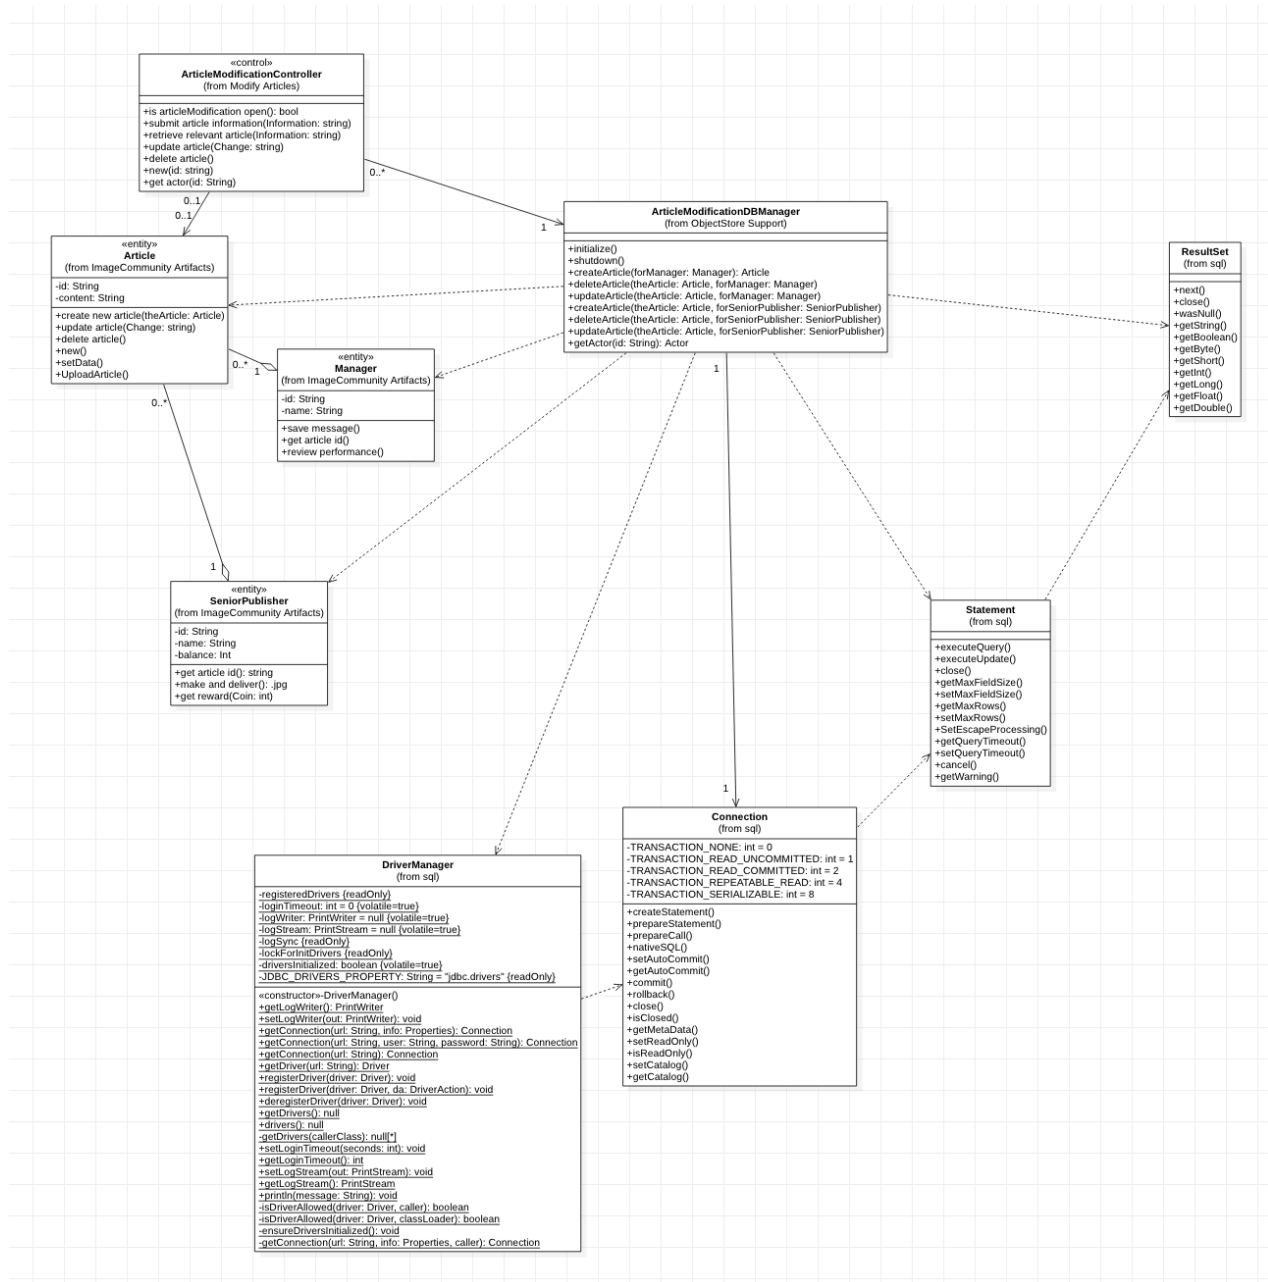 «control»
ArticleModificationController
(from Modify Articles)
+is articleModification open(): bool
+submit article information(Information: string)
+retrieve relevant article(Information: string)
+update article(Change: string)
+delete article()
+new(id: string)
+get actor(id: String)
0..*
1
0..1
0..1
«entity»
Article
(from ImageCommunity Artifacts)
-id: String
-content: String
+create new article(theArticle: Article)
+update article(Change: string)
+delete article()
+new()
+setData()
+UploadArticle()
0..*
1
0..*
1
«entity»
Manager
(from ImageCommunity Artifacts)
-id: String
-name: String
+save message()
+get article id()
+review performance()
«entity»
SeniorPublisher
(from ImageCommunity Artifacts)
-id: String
-name: String
-balance: Int
+get article id(): string
+make and deliver(): .jpg
+get reward(Coin: int)
ArticleModificationDBManager
(from ObjectStore Support)
+initialize()
+shutdown()
+createArticle(forManager: Manager): Article
+deleteArticle(theArticle: Article, forManager: Manager)
+updateArticle(theArticle: Article, forManager: Manager)
+createArticle(theArticle: Article, forSeniorPublisher: SeniorPublisher)
+deleteArticle(theArticle: Article, forSeniorPublisher: SeniorPublisher)
+updateArticle(theArticle: Article, forSeniorPublisher: SeniorPublisher)
+getActor(id: String): Actor
1
1
ResultSet
(from sql)
+next()
+close()
+wasNull()
+getString()
+getBoolean()
+getByte()
+getShort()
+getInt()
+getLong()
+getFloat()
+getDouble()
Statement
(from sql)
+executeQuery()
+executeUpdate()
+close()
+getMaxFieldSize()
+setMaxFieldSize()
+getMaxRows()
+setMaxRows()
+SetEscapeProcessing()
+getQueryTimeout()
+setQueryTimeout()
+cancel()
+getWarning()
Connection
(from sql)
-TRANSACTION_NONE: int = 0
-TRANSACTION_READ_UNCOMMITTED: int = 1
-TRANSACTION_READ_COMMITTED: int = 2
-TRANSACTION_REPEATABLE_READ: int = 4
-TRANSACTION_SERIALIZABLE: int = 8
+createStatement()
+prepareStatement()
+prepareCall()
+nativeSQL()
+setAutoCommit()
+getAutoCommit()
+commit()
+rollback()
+close()
+isClosed()
+getMetaData()
+setReadOnly()
+isReadOnly()
+setCatalog()
+getCatalog()
DriverManager
(from sql)
-registeredDrivers {readOnly}
-loginTimeout: int = 0 {volatile=true}
-logWriter: PrintWriter = null {volatile=true}
-logStream: PrintStream = null {volatile=true}
-logSync {readOnly}
-lockForInitDrivers {readOnly}
-driversInitialized: boolean {volatile=true}
-JDBC_DRIVERS_PROPERTY: String = "jdbc.drivers" {readOnly}
«constructor»-DriverManager()
+getLogWriter(): PrintWriter
+setLogWriter(out: PrintWriter): void
+getConnection(url: String, info: Properties): Connection
+getConnection(url: String, user: String, password: String): Connection
+getConnection(url: String): Connection
+getDriver(url: String): Driver
+registerDriver(driver: Driver): void
+registerDriver(driver: Driver, da: DriverAction): void
+deregisterDriver(driver: Driver): void
+getDrivers(): null
+drivers(): null
-getDrivers(callerClass): null[*]
+setLoginTimeout(seconds: int): void
+getLoginTimeout(): int
+setLogStream(out: PrintStream): void
+getLogStream(): PrintStream
+println(message: String): void
-isDriverAllowed(driver: Driver, caller): boolean
-isDriverAllowed(driver: Driver, classLoader): boolean
-ensureDriversInitialized(): void
-getConnection(url: String, info: Properties, caller): Connection